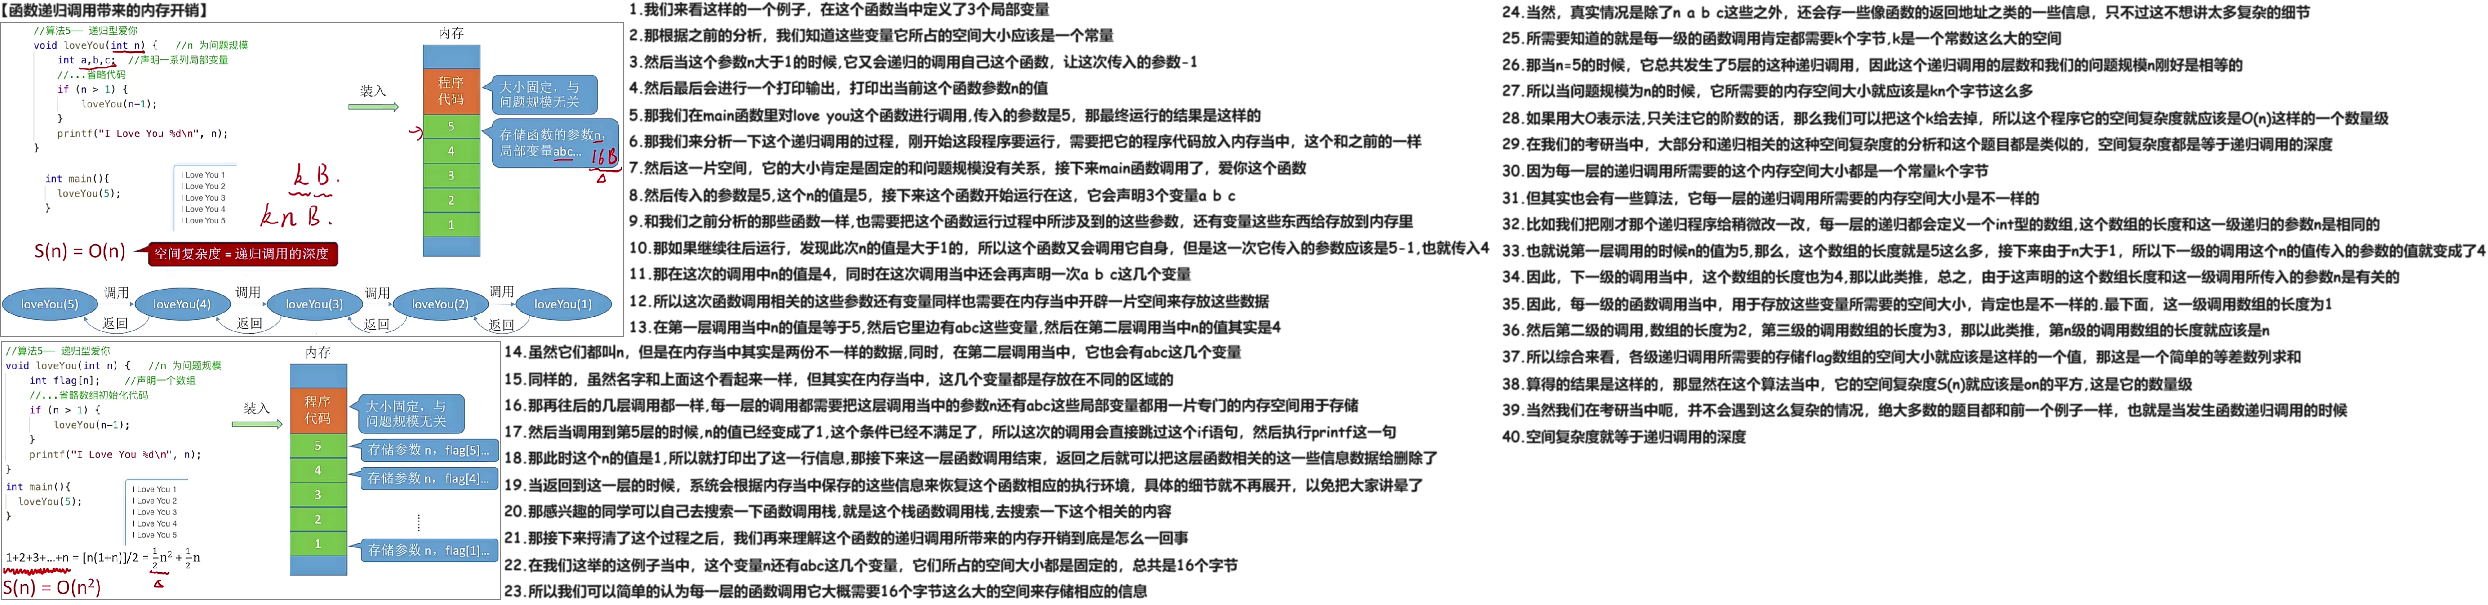 【函数递归调用带来的内存开销】
//算法5—— 递归型爱你
void loveYou(int n) {   //n 为问题规模
int a,b,c;   //声明一系列局部变量
//...省略代码
if (n > 1) {
loveYou(n-1);
}
printf("I Love You %d\n", n);
}
int main(){
loveYou(5);
}
I Love You 1
I Love You 2
I Love You 3
I Love You 4
I Love You 5
kB.
knB.
S(n) = O(n)
空间复杂度 = 递归调用的深度
装入
内存
程序
代码
5
4
3
2
1
大小固定，与
问题规模无关
存储函数的参数n，
局部变量abc...
16B
loveYou(5)
调用
返回
loveYou(4)
调用
返回
loveYou(3)
调用
返回
loveYou(2)
调用
返回
loveYou(1)
//算法5—— 递归型爱你
void loveYou(int n) {   //n 为问题规模
int flag[n];    //声明一个数组
//...省略数组初始化代码
if (n > 1) {
loveYou(n-1);
}
printf("I Love You %d\n", n);
}
int main(){
loveYou(5);
}
I Love You 1
I Love You 2
I Love You 3
I Love You 4
I Love You 5
1+2+3+...+n = [n(1+n)]/2 = 1/2 n² + 1/2 n
S(n) = O(n²)
装入
内存
程序
代码
5
4
3
2
1
大小固定，与
问题规模无关
存储参数 n，flag[5]...
存储参数 n，flag[4]...
......
存储参数 n，flag[1]...
1.我们来看这样的一个例子，在这个函数当中定义了3个局部变量
2.那根据之前的分析，我们知道这些变量它所占的空间大小应该是一个常量
3.然后当这个参数n大于1的时候,它又会递归的调用自己这个函数，让这次传入的参数-1
4.然后最后会进行一个打印输出，打印出当前这个函数参数n的值
5.那我们在main函数里对love you这个函数进行调用,传入的参数是5，那最终运行的结果是这样的
6.那我们来分析一下这个递归调用的过程，刚开始这段程序要运行，需要把它的程序代码放入内存当中，这个和之前的一样
7.然后这一片空间，它的大小肯定是固定的和问题规模没有关系，接下来main函数调用了，爱你这个函数
8.然后传入的参数是5,这个n的值是5，接下来这个函数开始运行在这，它会声明3个变量a b c
9.和我们之前分析的那些函数一样,也需要把这个函数运行过程中所涉及到的这些参数，还有变量这些东西给存放到内存里
10.那如果继续往后运行，发现此次n的值是大于1的，所以这个函数又会调用它自身，但是这一次它传入的参数应该是5-1,也就传入4
11.那在这次的调用中n的值是4，同时在这次调用当中还会再声明一次a b c这几个变量
12.所以这次函数调用相关的这些参数还有变量同样也需要在内存当中开辟一片空间来存放这些数据
13.在第一层调用当中n的值是等于5,然后它里边有abc这些变量,然后在第二层调用当中n的值其实是4
14.虽然它们都叫n，但是在内存当中其实是两份不一样的数据,同时，在第二层调用当中，它也会有abc这几个变量
15.同样的，虽然名字和上面这个看起来一样，但其实在内存当中，这几个变量都是存放在不同的区域的
16.那再往后的几层调用都一样,每一层的调用都需要把这层调用当中的参数n还有abc这些局部变量都用一片专门的内存空间用于存储
17.然后当调用到第5层的时候,n的值已经变成了1,这个条件已经不满足了，所以这次的调用会直接跳过这个if语句，然后执行printf这一句
18.那此时这个n的值是1,所以就打印出了这一行信息,那接下来这一层函数调用结束，返回之后就可以把这层函数相关的这一些信息数据给删除了
19.当返回到这一层的时候，系统会根据内存当中保存的这些信息来恢复这个函数相应的执行环境，具体的细节就不再展开，以免把大家讲晕了
20.那感兴趣的同学可以自己去搜索一下函数调用栈,就是这个栈函数调用栈,去搜索一下这个相关的内容
21.那接下来捋清了这个过程之后，我们再来理解这个函数的递归调用所带来的内存开销到底是怎么一回事
22.在我们这举的这例子当中，这个变量n还有abc这几个变量，它们所占的空间大小都是固定的，总共是16个字节
23.所以我们可以简单的认为每一层的函数调用它大概需要16个字节这么大的空间来存储相应的信息
24.当然，真实情况是除了n a b c这些之外，还会存一些像函数的返回地址之类的一些信息，只不过这不想讲太多复杂的细节
25.所需要知道的就是每一级的函数调用肯定都需要k个字节,k是一个常数这么大的空间
26.那当n=5的时候，它总共发生了5层的这种递归调用，因此这个递归调用的层数和我们的问题规模n刚好是相等的
27.所以当问题规模为n的时候，它所需要的内存空间大小就应该是kn个字节这么多
28.如果用大O表示法,只关注它的阶数的话，那么我们可以把这个k给去掉，所以这个程序它的空间复杂度就应该是O(n)这样的一个数量级
29.在我们的考研当中，大部分和递归相关的这种空间复杂度的分析和这个题目都是类似的，空间复杂度都是等于递归调用的深度
30.因为每一层的递归调用所需要的这个内存空间大小都是一个常量k个字节
31.但其实也会有一些算法，它每一层的递归调用所需要的内存空间大小是不一样的
32.比如我们把刚才那个递归程序给稍微改一改，每一层的递归都会定义一个int型的数组,这个数组的长度和这一级递归的参数n是相同的
33.也就说第一层调用的时候n的值为5,那么，这个数组的长度就是5这么多，接下来由于n大于1，所以下一级的调用这个n的值传入的参数的值就变成了4
34.因此，下一级的调用当中，这个数组的长度也为4,那以此类推，总之，由于这声明的这个数组长度和这一级调用所传入的参数n是有关的
35.因此，每一级的函数调用当中，用于存放这些变量所需要的空间大小，肯定也是不一样的.最下面，这一级调用数组的长度为1
36.然后第二级的调用,数组的长度为2，第三级的调用数组的长度为3，那以此类推，第n级的调用数组的长度就应该是n
37.所以综合来看，各级递归调用所需要的存储flag数组的空间大小就应该是这样的一个值，那这是一个简单的等差数列求和
38.算得的结果是这样的，那显然在这个算法当中，它的空间复杂度S(n)就应该是on的平方,这是它的数量级
39.当然我们在考研当中呃，并不会遇到这么复杂的情况，绝大多数的题目都和前一个例子一样，也就是当发生函数递归调用的时候
40.空间复杂度就等于递归调用的深度